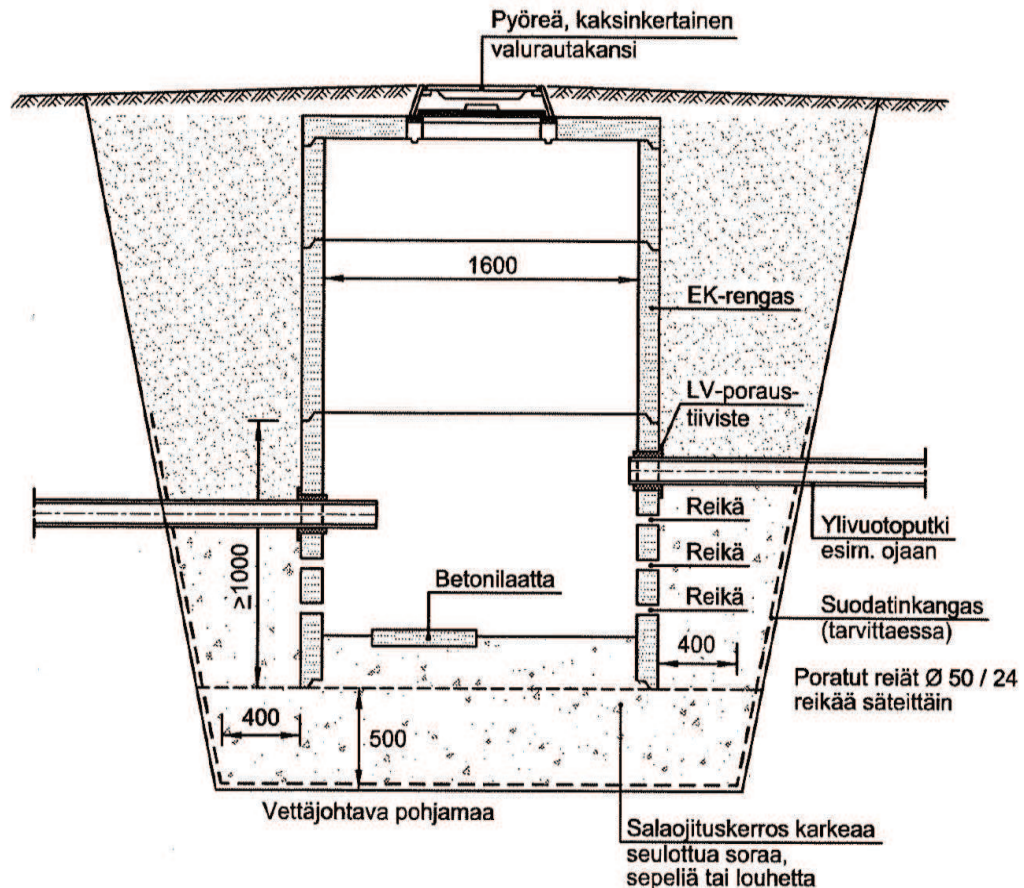 Pyöreä, kaksinkertainen
valurautakansi
1600
EK-rengas
LV-poraus-
tiiviste
≥1000
Reikä
Reikä
Reikä
Ylivuotoputki
esim. ojaan
Betonilaatta
Suodatinkangas
(tarvittaessa)
400
Poratut reiät Ø 50 / 24
reikää säteittäin
400
500
Vettäjohtava pohjamaa
Salaojituskerros karkeaa
seulottua soraa,
sepeliä tai louhetta